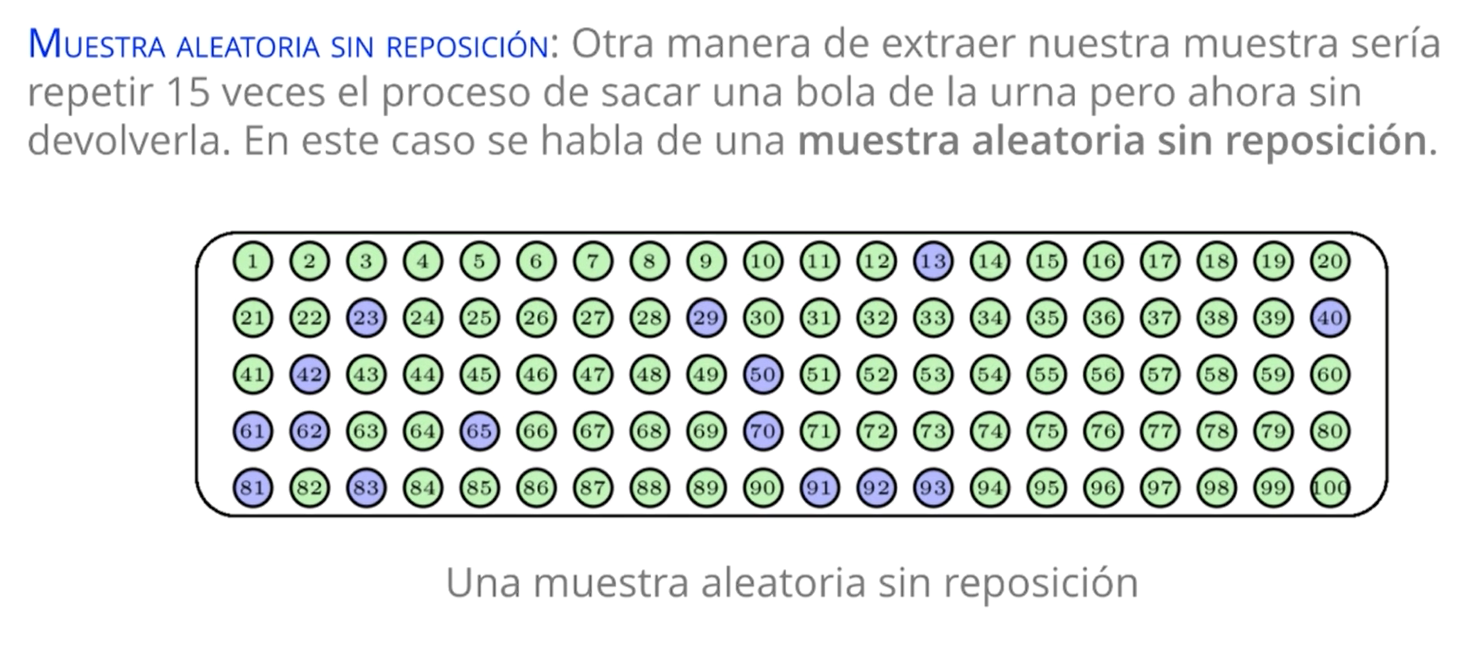 MUESTRA ALEATORIA SIN REPOSICIÓN: Otra manera de extraer nuestra muestra sería
repetir 15 veces el proceso de sacar una bola de la urna pero ahora sin
devolverla. En este caso se habla de una muestra aleatoria sin reposición.
1 2 3 4 5 6 7 8 9 10 11 12 13 14 15 16 17 18 19 20
21 22 23 24 25 26 27 28 29 30 31 32 33 34 35 36 37 38 39 40
41 42 43 44 45 46 47 48 49 50 51 52 53 54 55 56 57 58 59 60
61 62 63 64 65 66 67 68 69 70 71 72 73 74 75 76 77 78 79 80
81 82 83 84 85 86 87 88 89 90 91 92 93 94 95 96 97 98 99 100
Una muestra aleatoria sin reposición